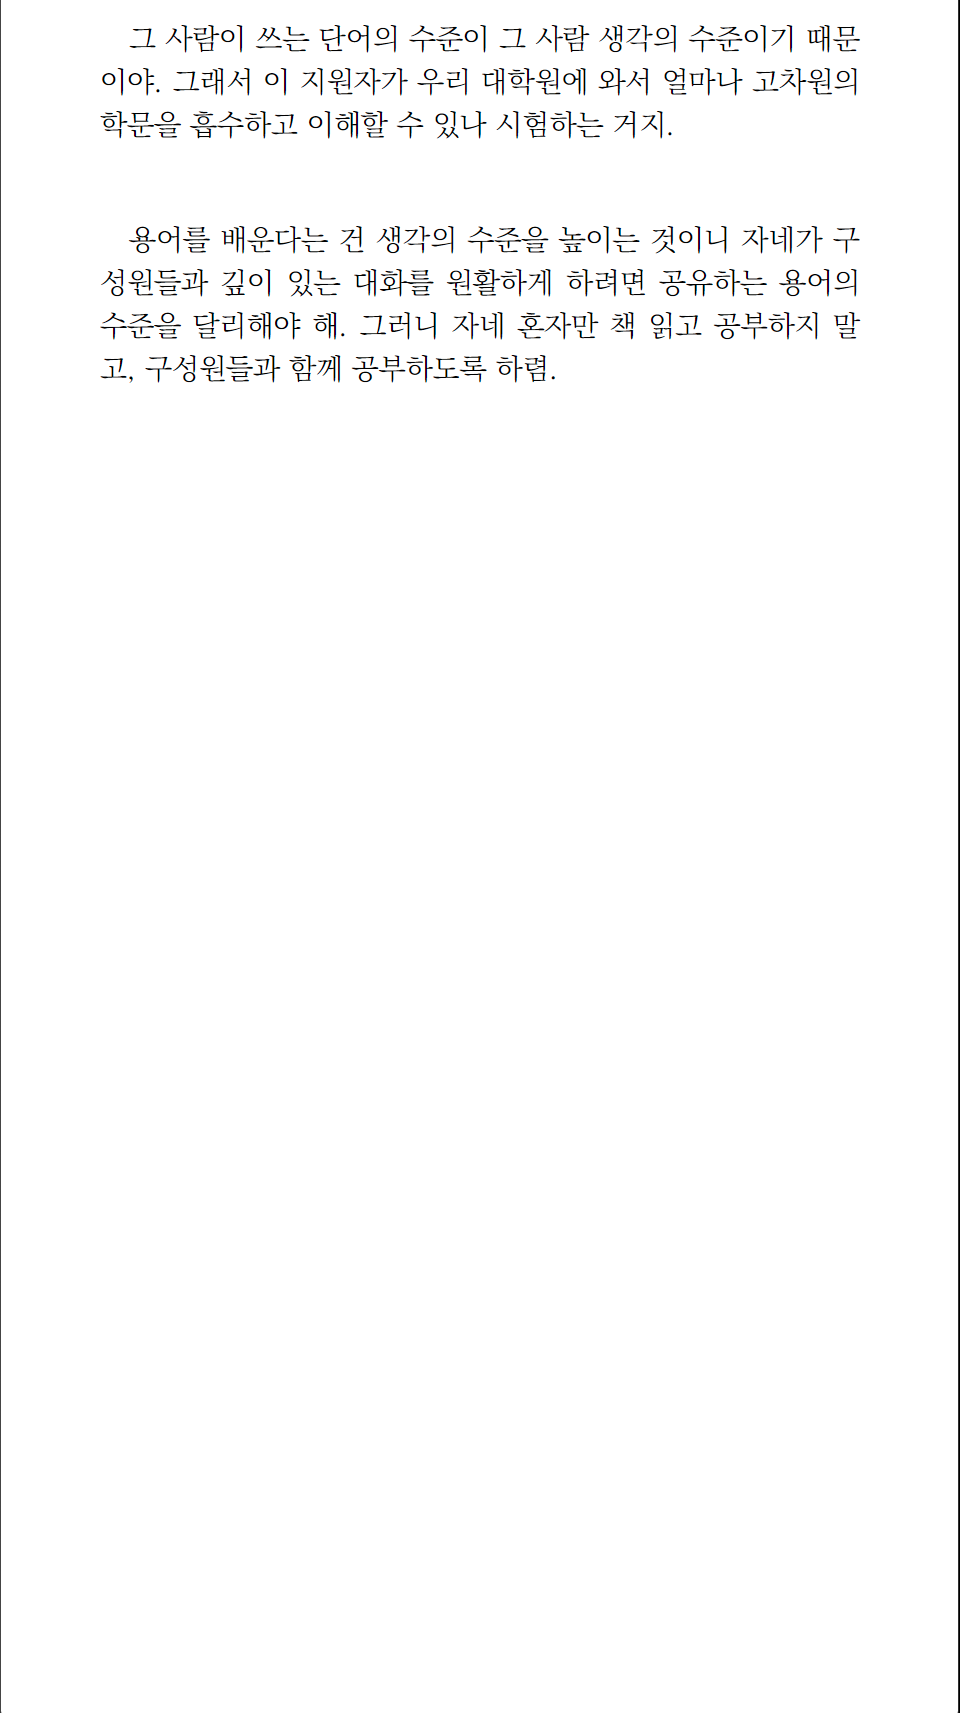 그 사람이 쓰는 단어의 수준이 그 사람 생각의 수준이기 때문
이야. 그래서 이 지원자가 우리 대학원에 와서 얼마나 고차원의
학문을 흡수하고 이해할 수 있나 시험하는 거지.
용어를 배운다는 건 생각의 수준을 높이는 것이니 자네가 구
성원들과 깊이 있는 대화를 원활하게 하려면 공유하는 용어의
수준을 달리해야 해. 그러니 자네 혼자만 책 읽고 공부하지 말
고, 구성원들과 함께 공부하도록 하렴.